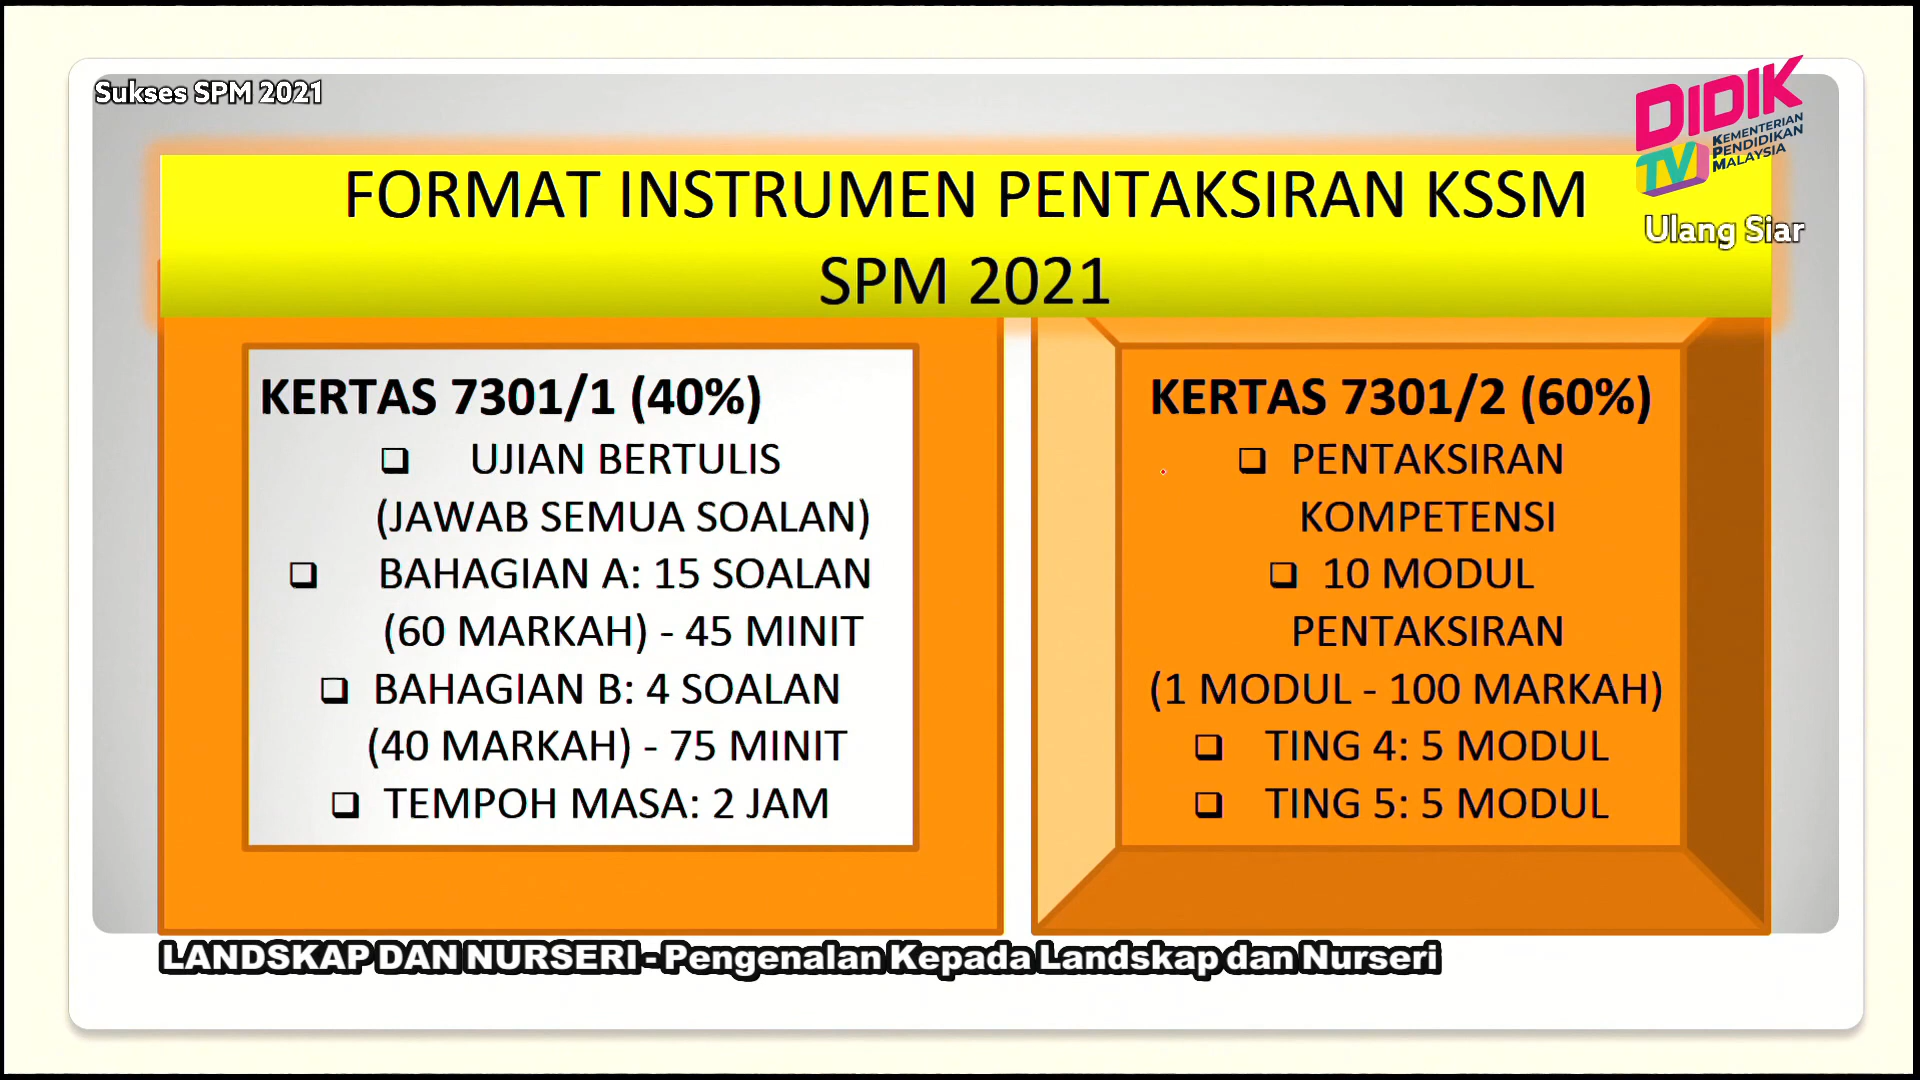 Sukses SPM 2021
DIDIK
TV
KEMENTERIAN
PENDIDIKAN
MALAYSIA
Ulang Siar
FORMAT INSTRUMEN PENTAKSIRAN KSSM
SPM 2021
KERTAS 7301/1 (40%)
❑ UJIAN BERTULIS
(JAWAB SEMUA SOALAN)
❑ BAHAGIAN A: 15 SOALAN
(60 MARKAH) - 45 MINIT
❑ BAHAGIAN B: 4 SOALAN
(40 MARKAH) - 75 MINIT
❑ TEMPOH MASA: 2 JAM
KERTAS 7301/2 (60%)
❑ PENTAKSIRAN
KOMPETENSI
❑ 10 MODUL
PENTAKSIRAN
(1 MODUL - 100 MARKAH)
❑ TING 4: 5 MODUL
❑ TING 5: 5 MODUL
LANDSKAP DAN NURSERI - Pengenalan Kepada Landskap dan Nurseri